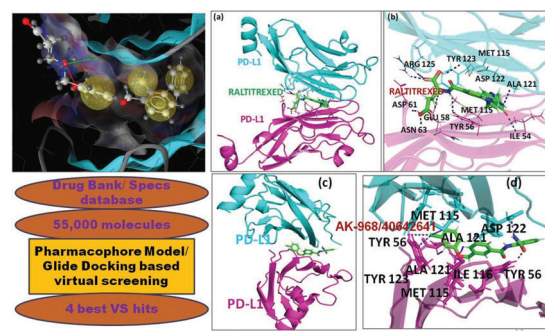 (a)
PD-L1
RALTITREXED
PD-L1
(b)
TYR 123
MET 115
ARG 125
ASP 122
ALA 121
RALTITREXED
ASP 61
GLU 58
MET 115
ASN 63
TYR 56
ILE 54
Drug Bank/ Specs
database
55,000 molecules
Pharmacophore Model/
Glide Docking based
virtual screening
4 best VS hits
(c)
PD-L1
PD-L1
(d)
AK-968/40642641
MET 115
ASP 122
TYR 56
ALA 121
TYR 123
ALA 121
ILE 116
TYR 56
MET 115